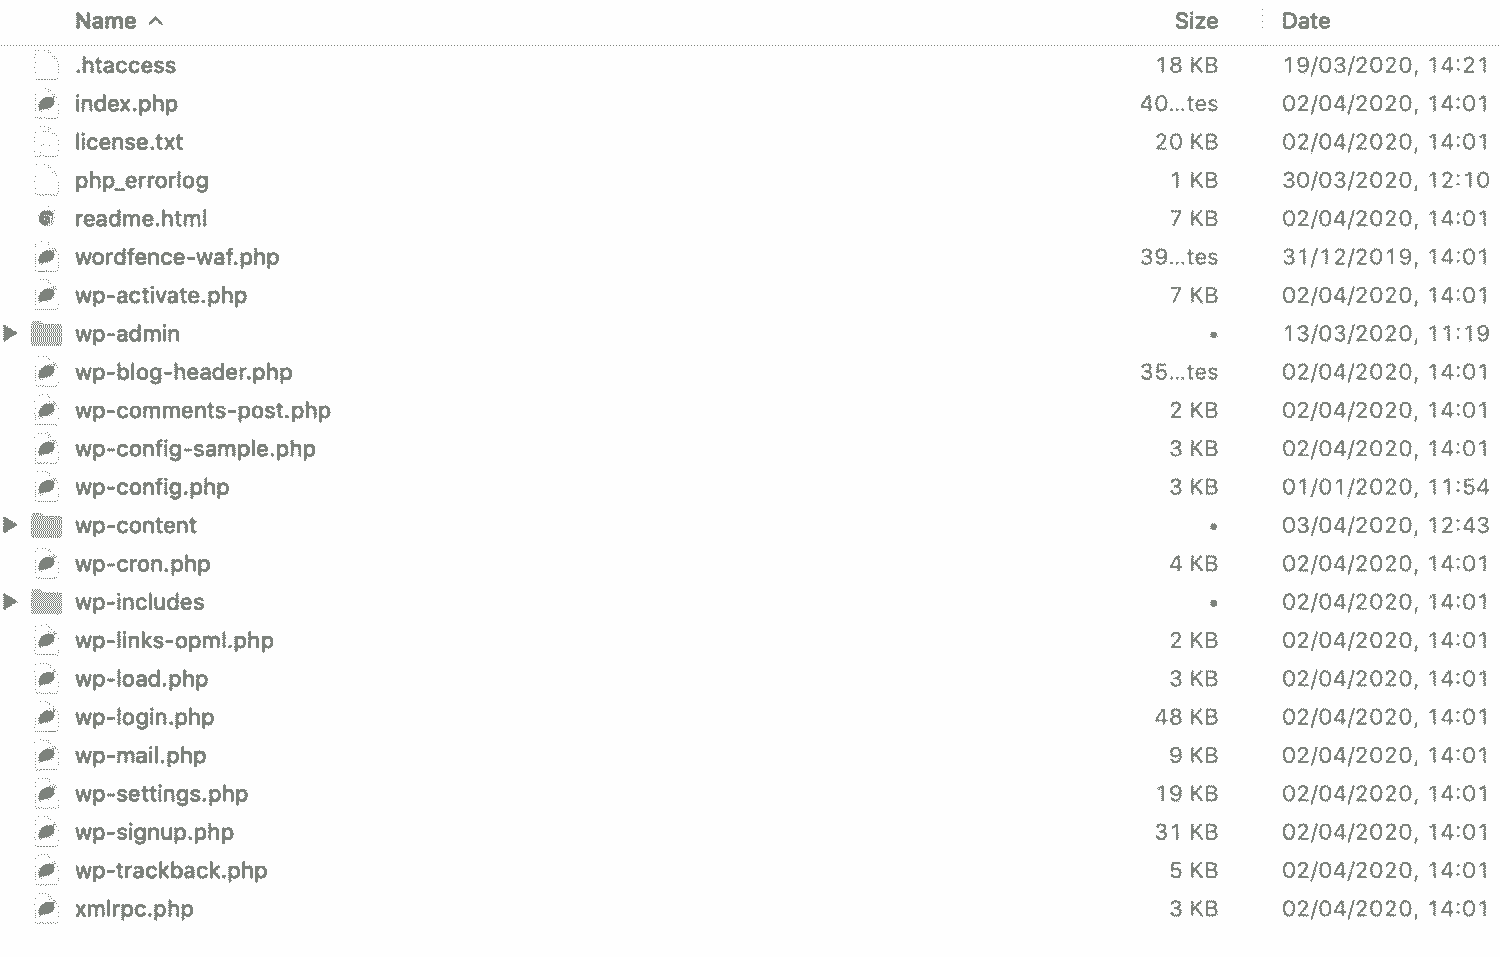 Name Size Date
.htaccess 18 KB 19/03/2020, 14:21
index.php 40...tes 02/04/2020, 14:01
license.txt 20 KB 02/04/2020, 14:01
php_errorlog 1 KB 30/03/2020, 12:10
readme.html 7 KB 02/04/2020, 14:01
wordfence-waf.php 39...tes 31/12/2019, 14:01
wp-activate.php 7 KB 02/04/2020, 14:01
wp-admin 13/03/2020, 11:19
wp-blog-header.php 35...tes 02/04/2020, 14:01
wp-comments-post.php 2 KB 02/04/2020, 14:01
wp-config-sample.php 3 KB 02/04/2020, 14:01
wp-config.php 3 KB 01/01/2020, 11:54
wp-content 03/04/2020, 12:43
wp-cron.php 4 KB 02/04/2020, 14:01
wp-includes 02/04/2020, 14:01
wp-links-opml.php 2 KB 02/04/2020, 14:01
wp-load.php 3 KB 02/04/2020, 14:01
wp-login.php 48 KB 02/04/2020, 14:01
wp-mail.php 9 KB 02/04/2020, 14:01
wp-settings.php 19 KB 02/04/2020, 14:01
wp-signup.php 31 KB 02/04/2020, 14:01
wp-trackback.php 5 KB 02/04/2020, 14:01
xmlrpc.php 3 KB 02/04/2020, 14:01